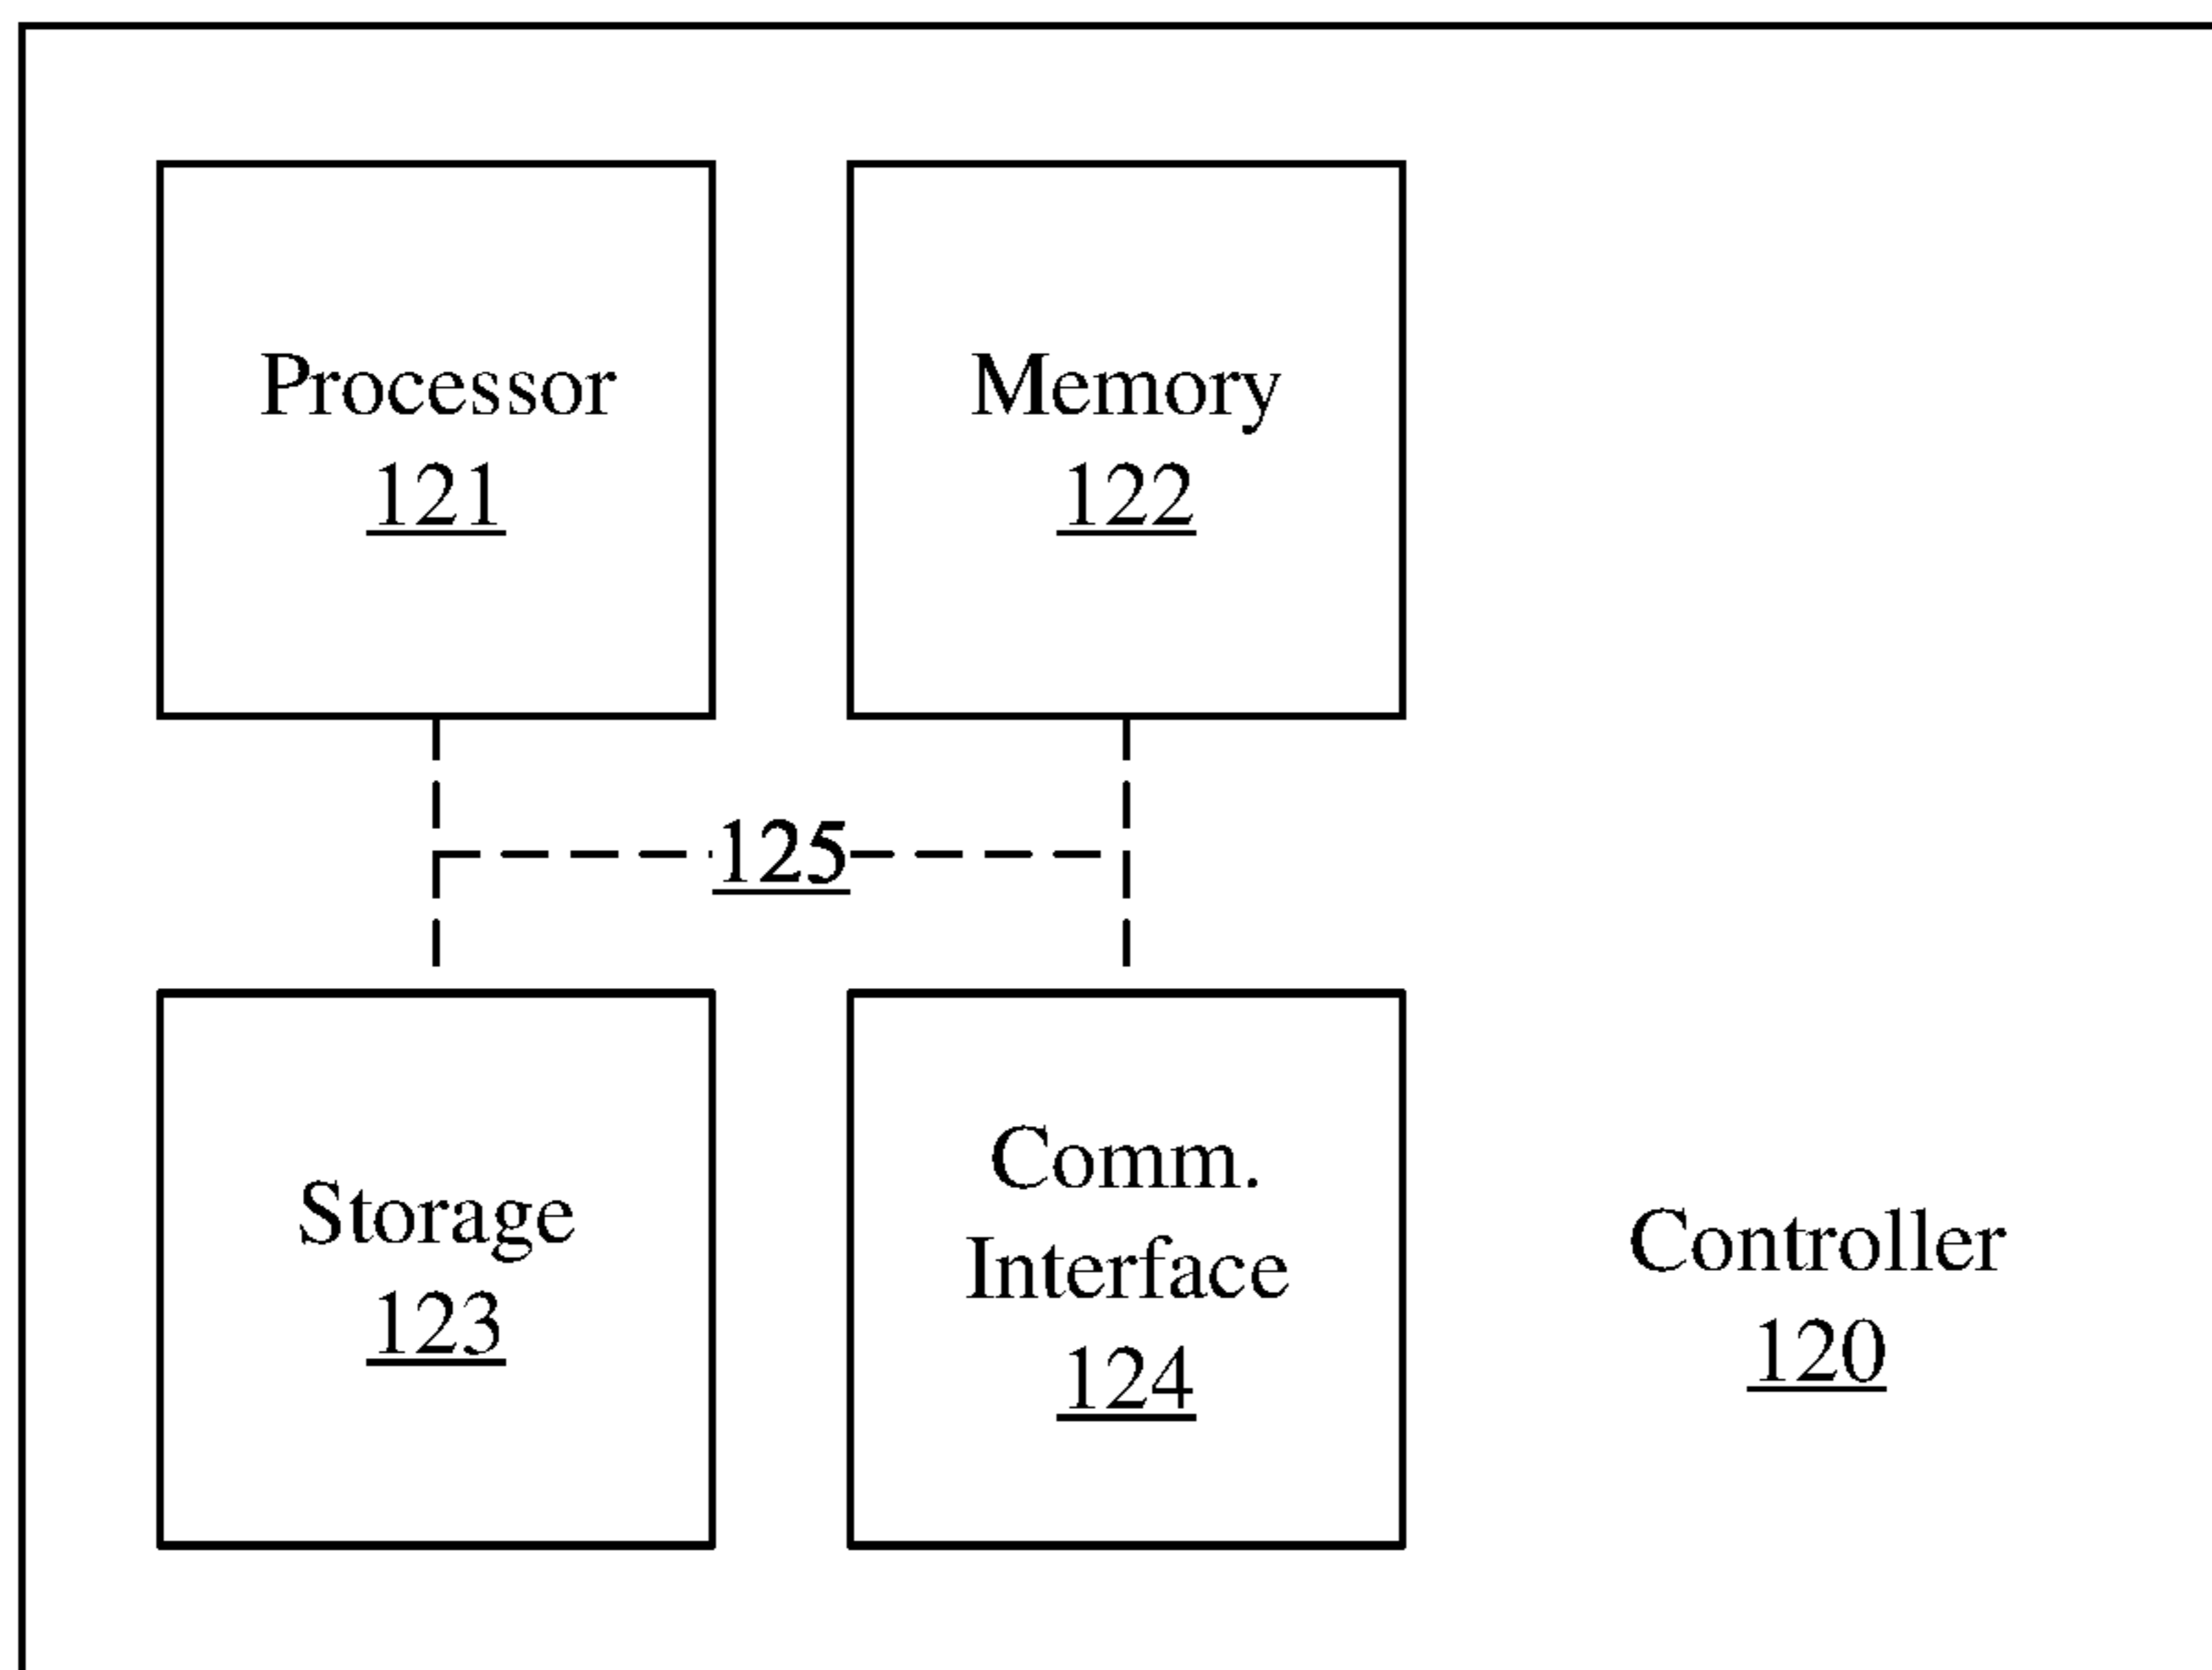 Processor
121
Memory
122
125
Storage
123
Comm.
Interface
124
Controller
120